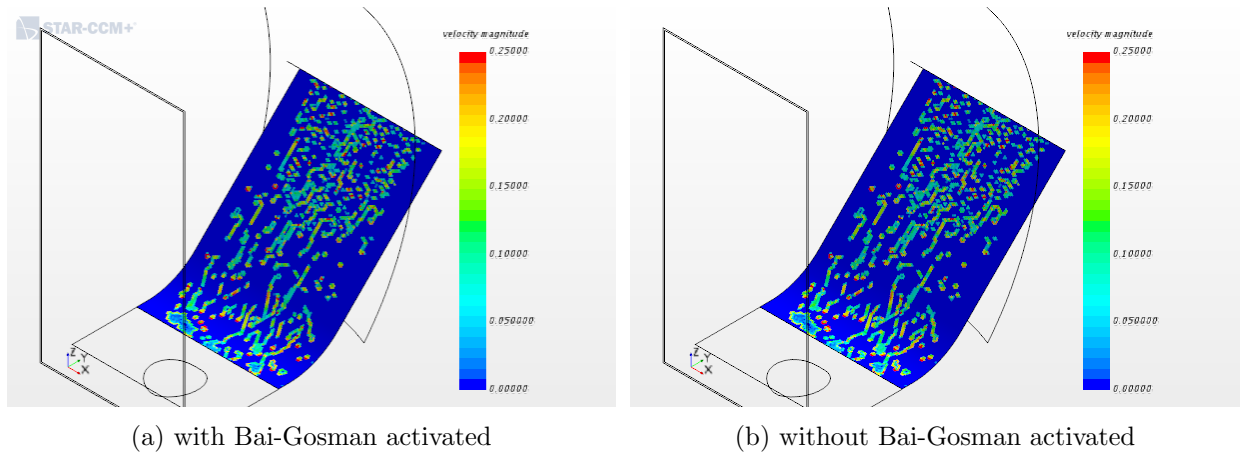 STAR-CCM+
velocity magnitude
0.25000
0.20000
0.15000
0.10000
0.050000
0.00000
Z
Y
X
velocity magnitude
0.25000
0.20000
0.15000
0.10000
0.050000
0.00000
Z
Y
X
(a) with Bai-Gosman activated
(b) without Bai-Gosman activated